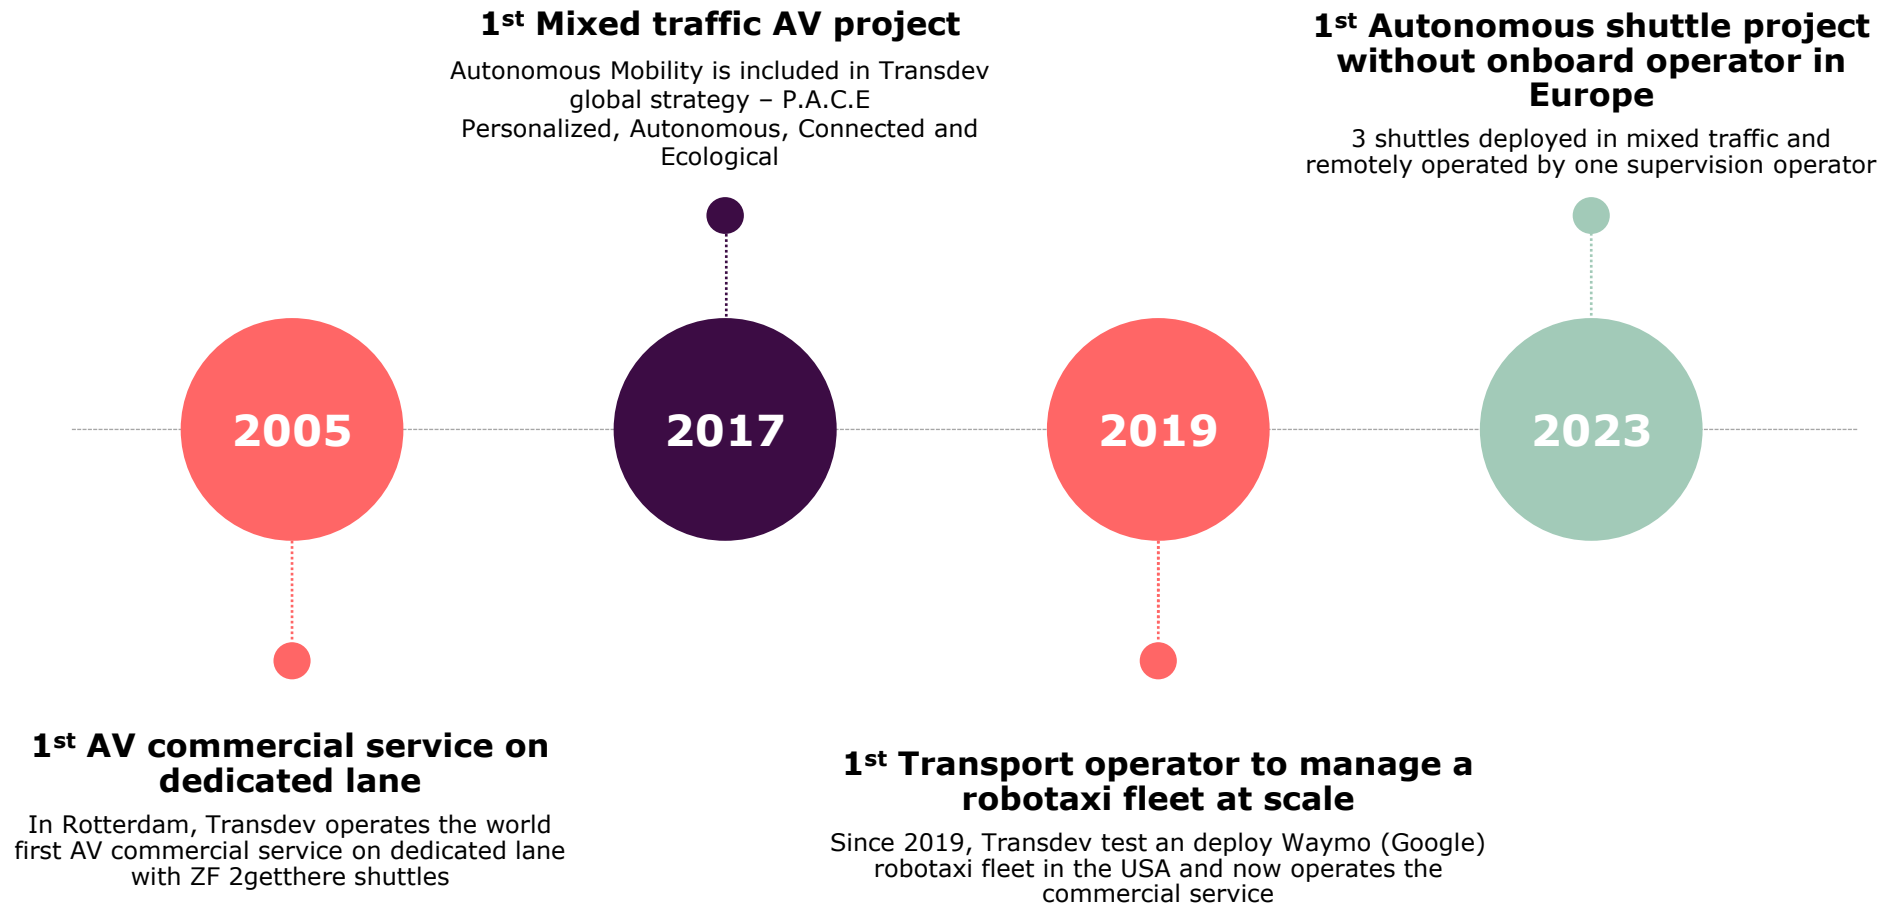 1st Mixed traffic AV project
Autonomous Mobility is included in Transdev
global strategy – P.A.C.E
Personalized, Autonomous, Connected and
Ecological
1st Autonomous shuttle project
without onboard operator in
Europe
3 shuttles deployed in mixed traffic and
remotely operated by one supervision operator
2005
2017
2019
2023
1st AV commercial service on
dedicated lane
In Rotterdam, Transdev operates the world
first AV commercial service on dedicated lane
with ZF 2getthere shuttles
1st Transport operator to manage a
robotaxi fleet at scale
Since 2019, Transdev test an deploy Waymo (Google)
robotaxi fleet in the USA and now operates the
commercial service